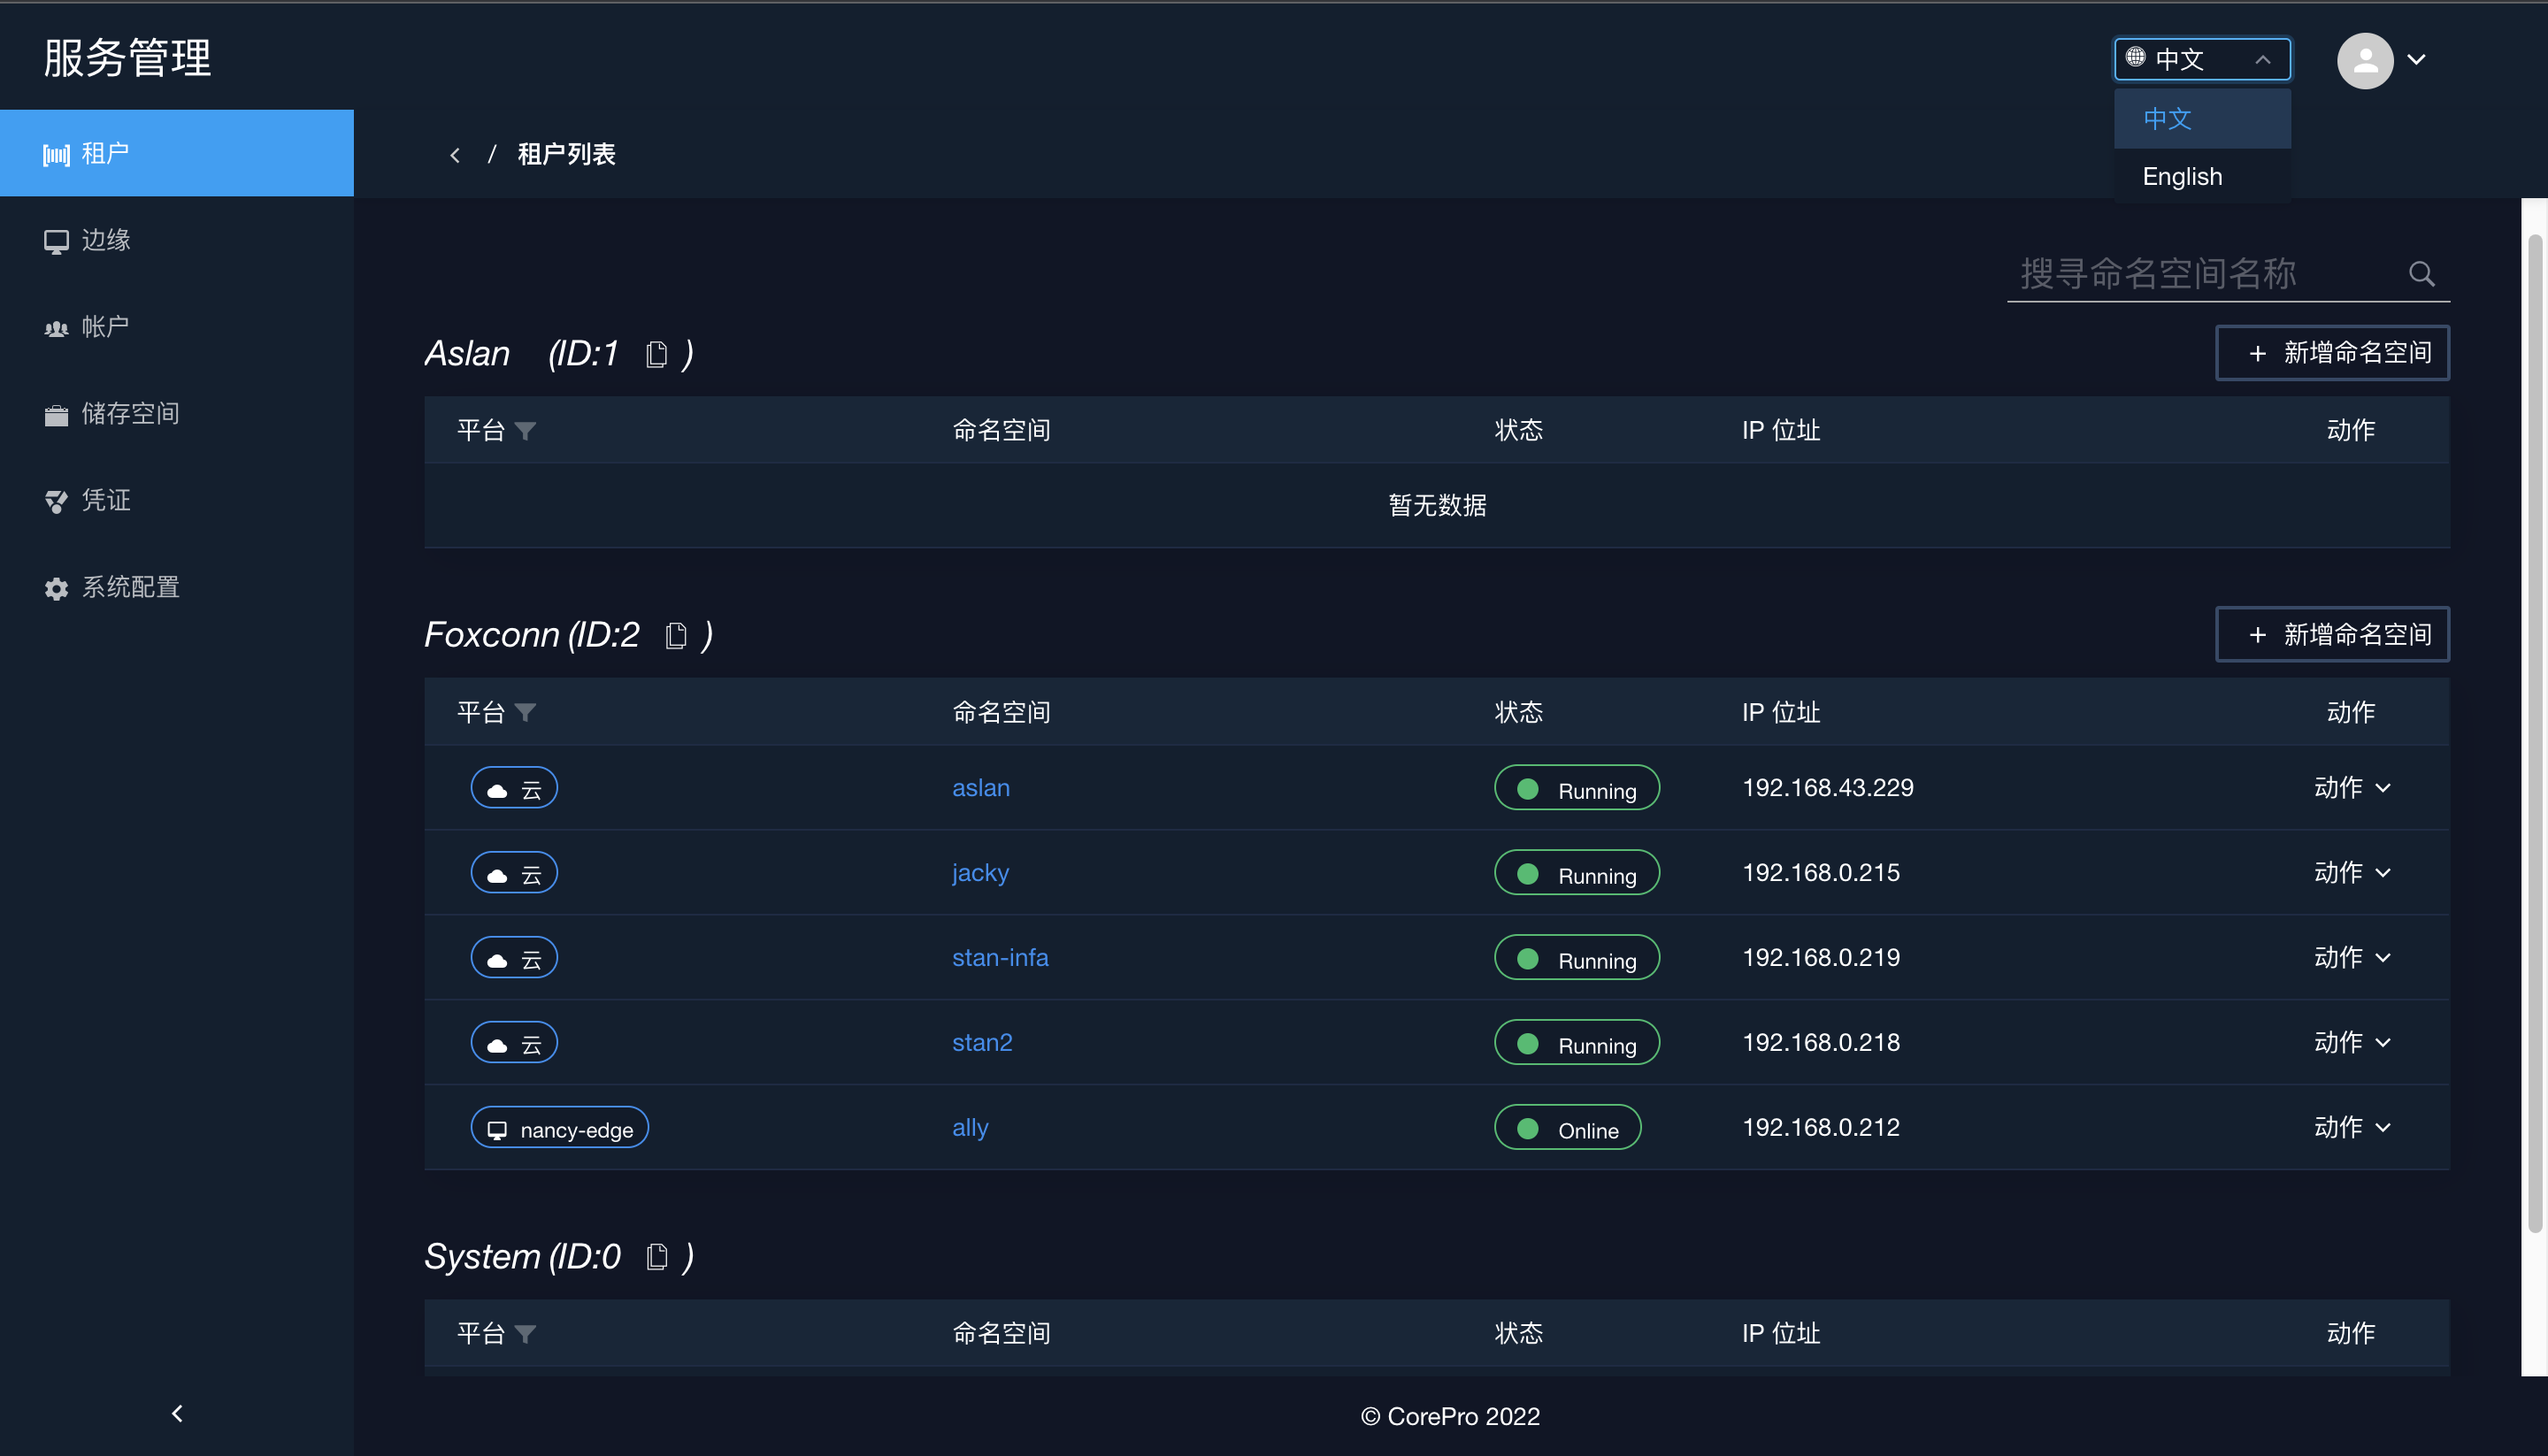 服务管理
中文
中文
English
租户
边缘
帐户
储存空间
凭证
系统配置
/ 租户列表
搜寻命名空间名称
Aslan (ID:1 )
+ 新增命名空间
平台 命名空间 状态 IP 位址 动作
暂无数据
Foxconn (ID:2 )
+ 新增命名空间
平台 命名空间 状态 IP 位址 动作
云 aslan Running 192.168.43.229 动作
云 jacky Running 192.168.0.215 动作
云 stan-infa Running 192.168.0.219 动作
云 stan2 Running 192.168.0.218 动作
nancy-edge ally Online 192.168.0.212 动作
System (ID:0 )
平台 命名空间 状态 IP 位址 动作
© CorePro 2022